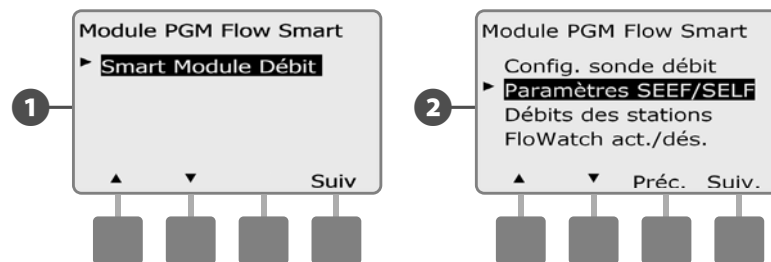 1
Module PGM Flow Smart
► Smart Module Débit
▲ ▼ Suiv
2
Module PGM Flow Smart
Config. sonde débit
► Paramètres SEEF/SELF
Débits des stations
FloWatch act./dés.
▲ ▼ Préc. Suiv.